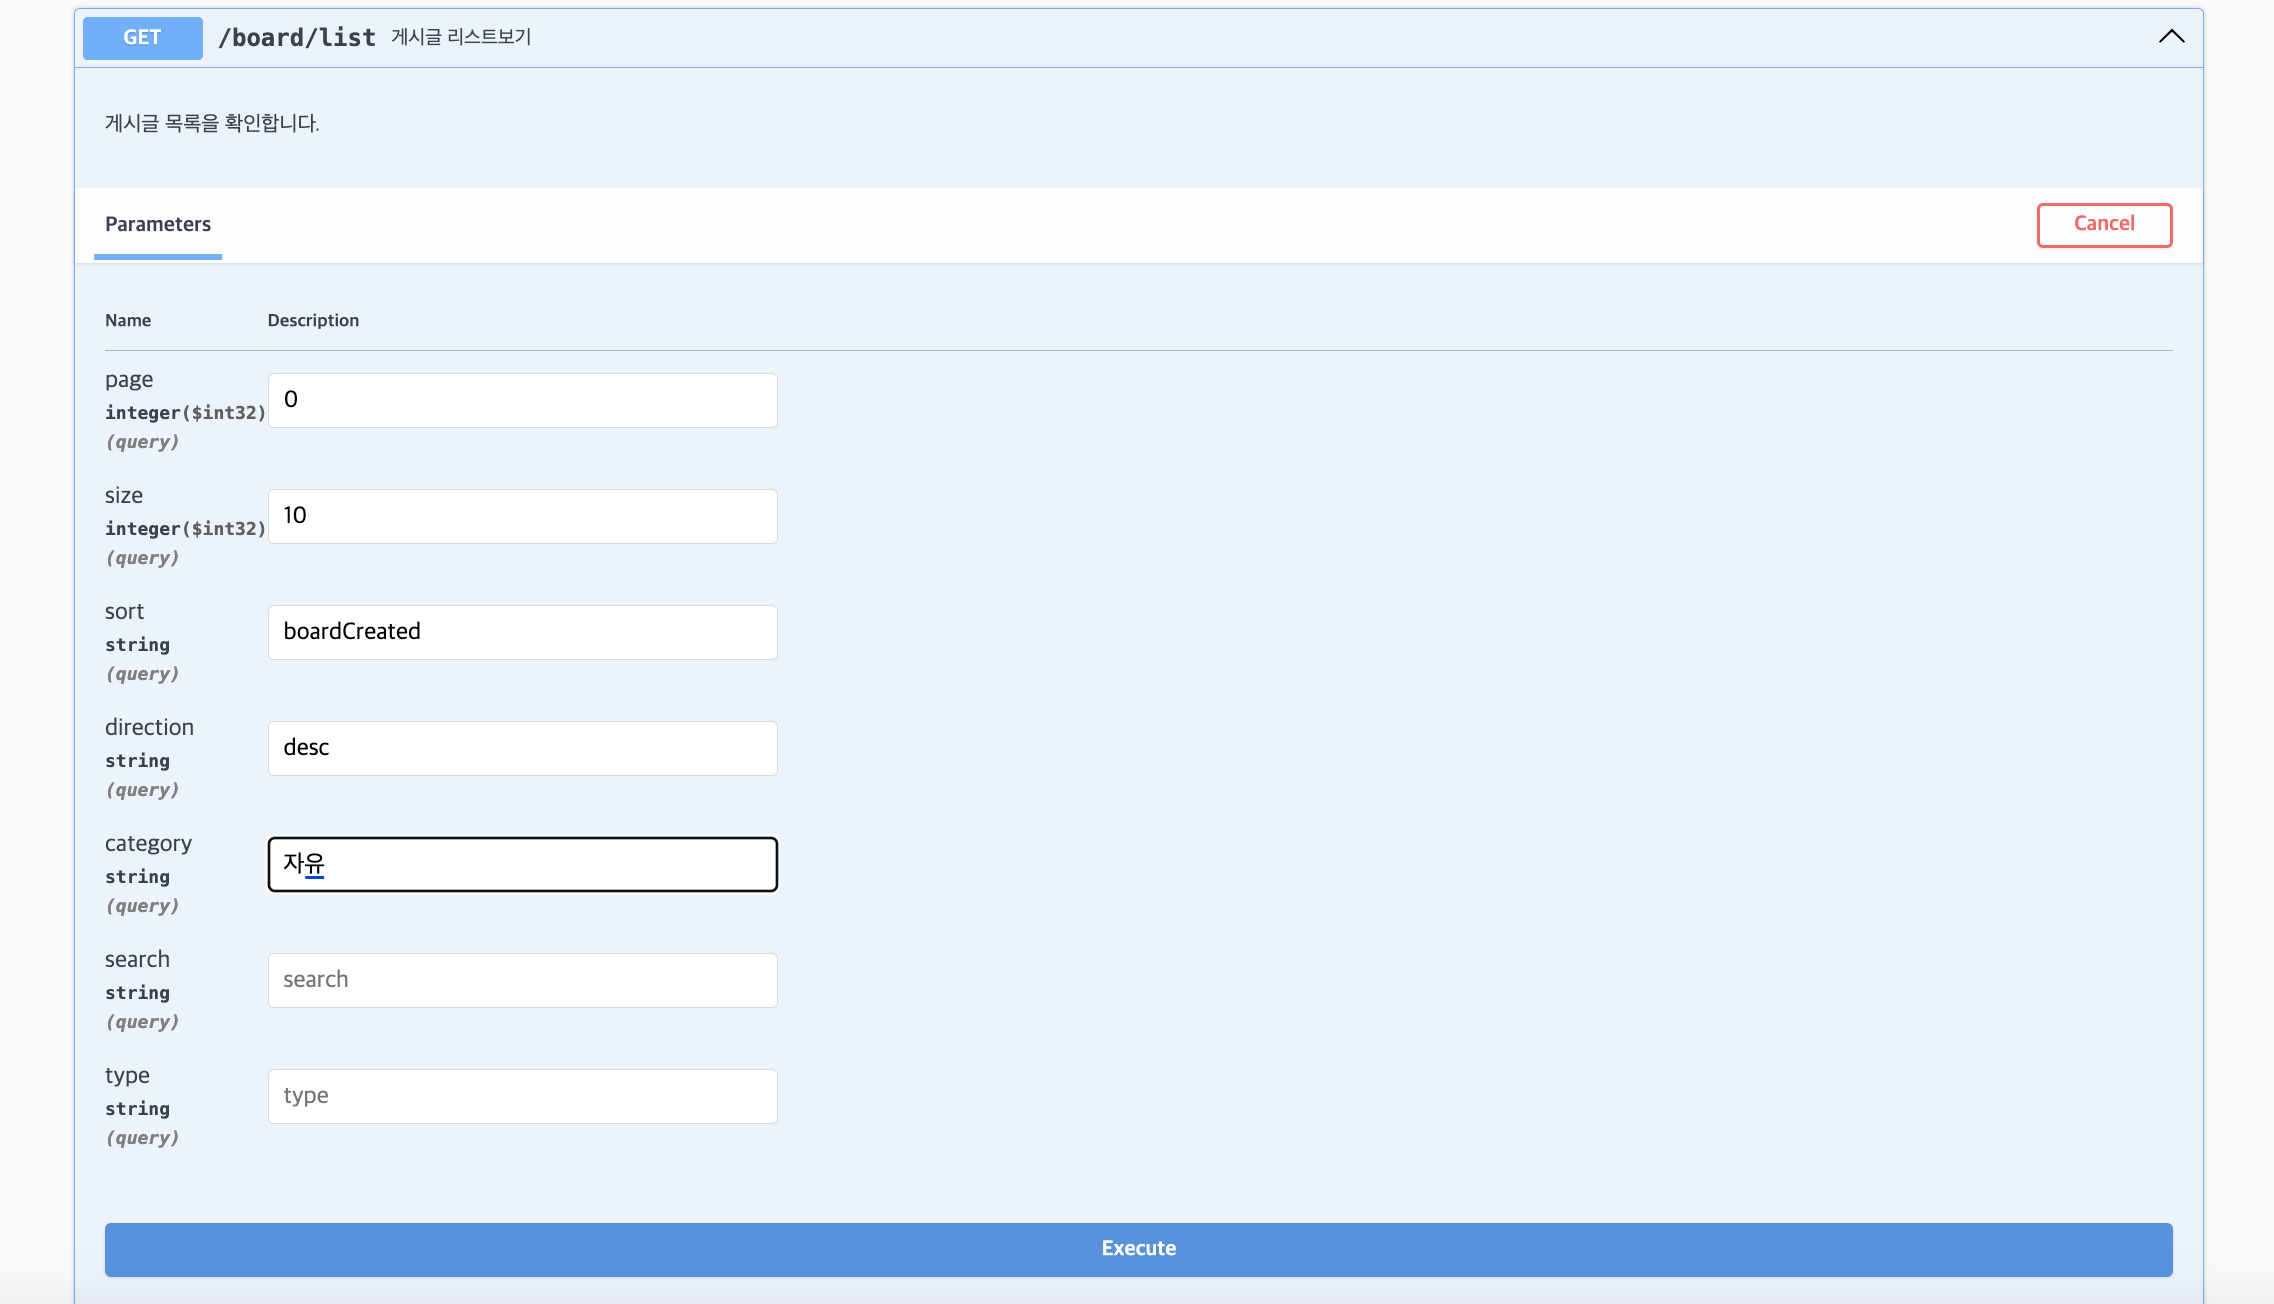 GET /board/list 게시글 리스트보기
게시글 목록을 확인합니다.
Parameters
Cancel
Name Description
page
integer($int32)
(query)
0
size
integer($int32)
(query)
10
sort
string
(query)
boardCreated
direction
string
(query)
desc
category
string
(query)
자유
search
string
(query)
search
type
string
(query)
type
Execute